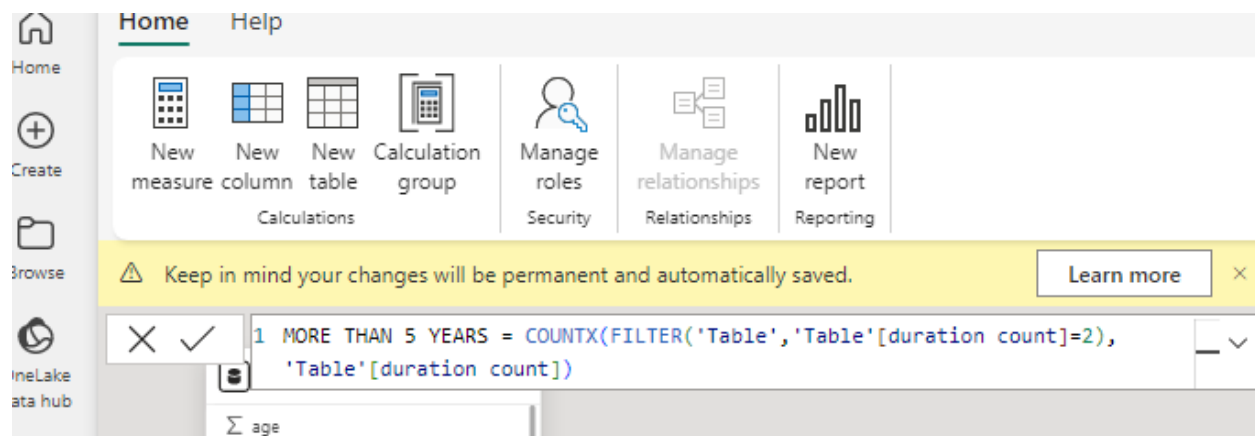 Home Help
Home
New measure
New column
New table
Calculation group
Manage roles
Manage relationships
New report
Calculations
Security
Relationships
Reporting
Create
Browse
Keep in mind your changes will be permanent and automatically saved.
Learn more
1 MORE THAN 5 YEARS = COUNTX(FILTER('Table','Table'[duration count]=2),
'Table'[duration count])
neLake
ata hub
Σ age